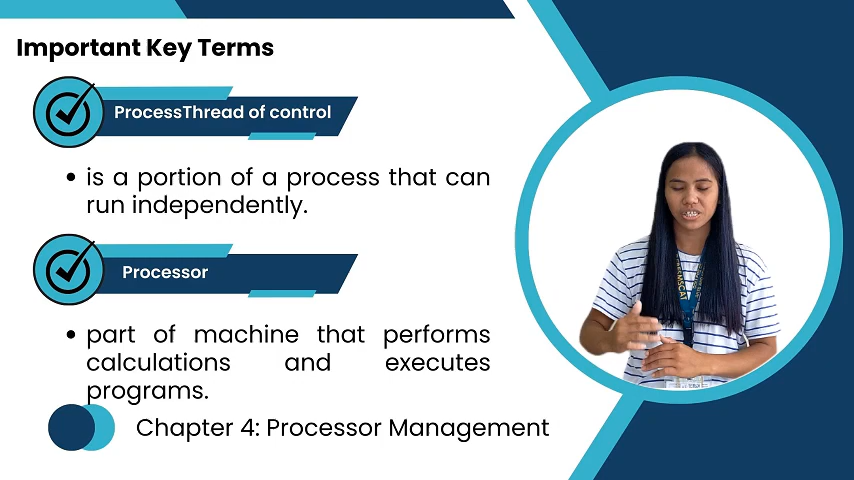 Important Key Terms
ProcessThread of control
• is a portion of a process that can
run independently.
Processor
• part of machine that performs
calculations and executes
programs.
Chapter 4: Processor Management